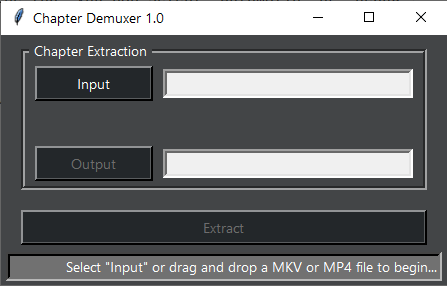 Chapter Demuxer 1.0
Chapter Extraction
Input
Output
Extract
Select "Input" or drag and drop a MKV or MP4 file to begin...